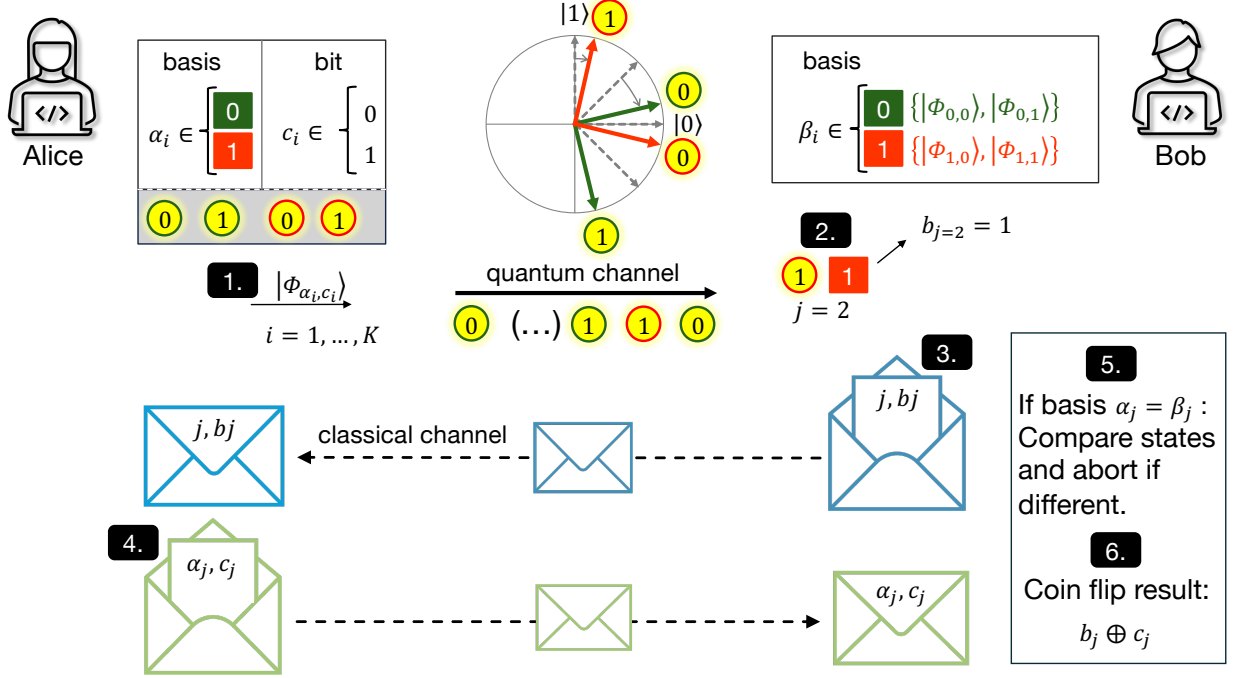 Alice
</>
basis
bit
α_i ∈
0
1
c_i ∈
0
1
0
1
0
1
|1⟩
1
0
|0⟩
0
1
basis
β_i ∈
0 {|Φ_{0,0}⟩, |Φ_{0,1}⟩}
1 {|Φ_{1,0}⟩, |Φ_{1,1}⟩}
</>
Bob
1.
|Φ_{α_i,c_i}⟩
i = 1, … , K
quantum channel
0 (...) 1 1 0
2.
1 1
j = 2
b_{j=2} = 1
3.
j, bj
classical channel
j, bj
4.
α_j, c_j
α_j, c_j
5.
If basis α_j = β_j :
Compare states
and abort if
different.
6.
Coin flip result:
b_j ⊕ c_j